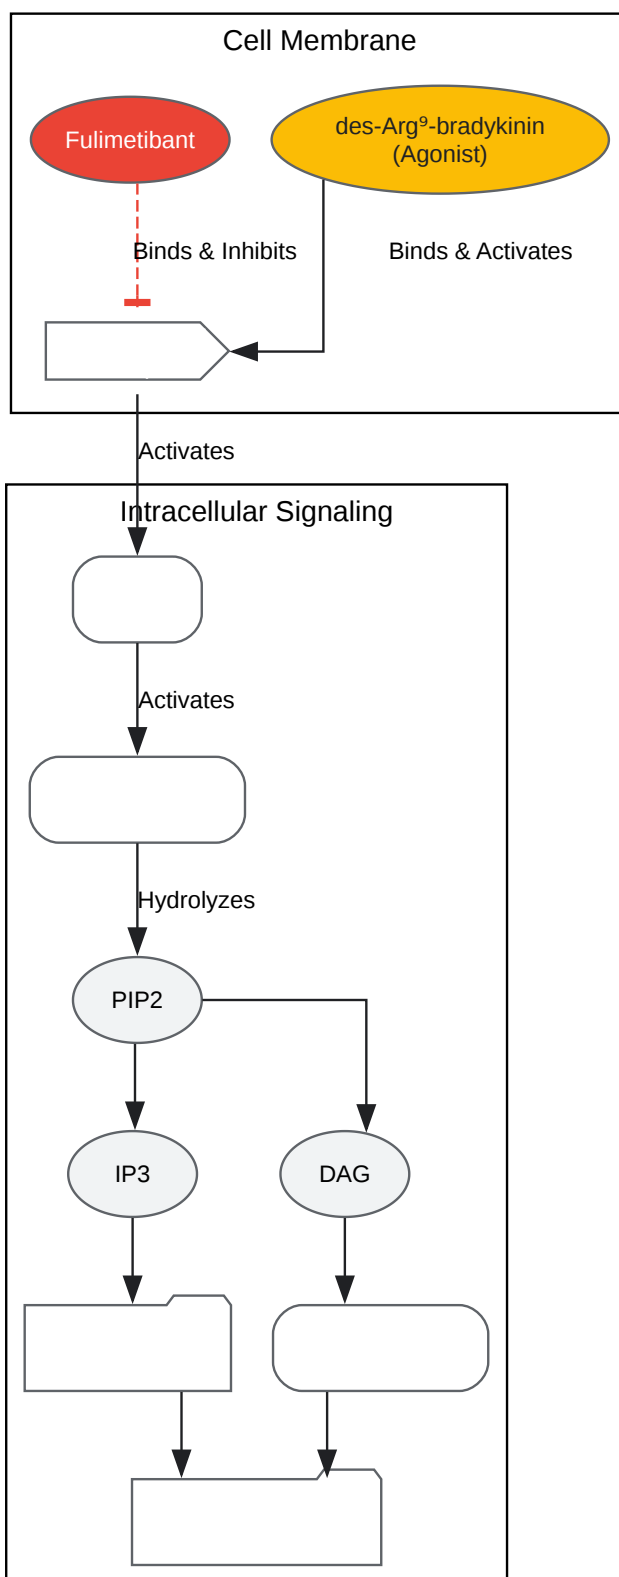 Cell Membrane
Fulimetibant
des-Arg⁹-bradykinin
(Agonist)
Binds & Inhibits
Binds & Activates
Activates
Intracellular Signaling
Activates
Hydrolyzes
PIP2
IP3
DAG